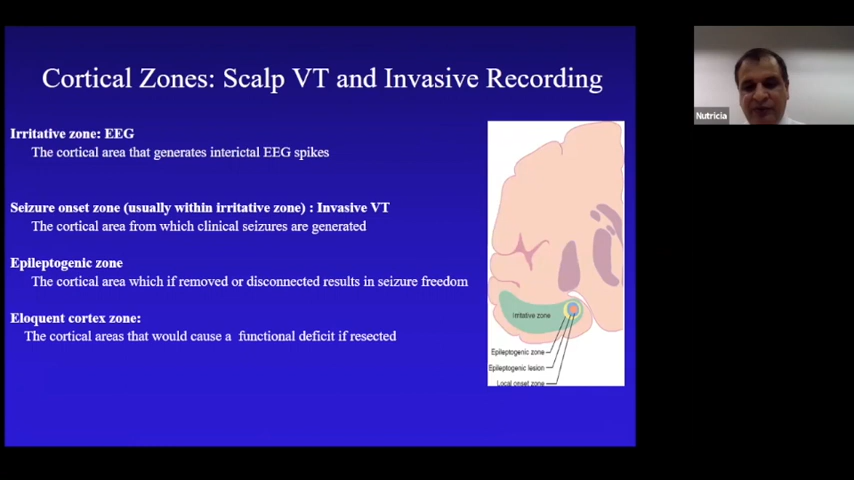 Cortical Zones: Scalp VT and Invasive Recording
Irritative zone: EEG
The cortical area that generates interictal EEG spikes
Seizure onset zone (usually within irritative zone) : Invasive VT
The cortical area from which clinical seizures are generated
Epileptogenic zone
The cortical area which if removed or disconnected results in seizure freedom
Eloquent cortex zone:
The cortical areas that would cause a functional deficit if resected
Irritative zone
Epileptogenic zone
Epileptogenic lesion
Local onset zone
Nutricia